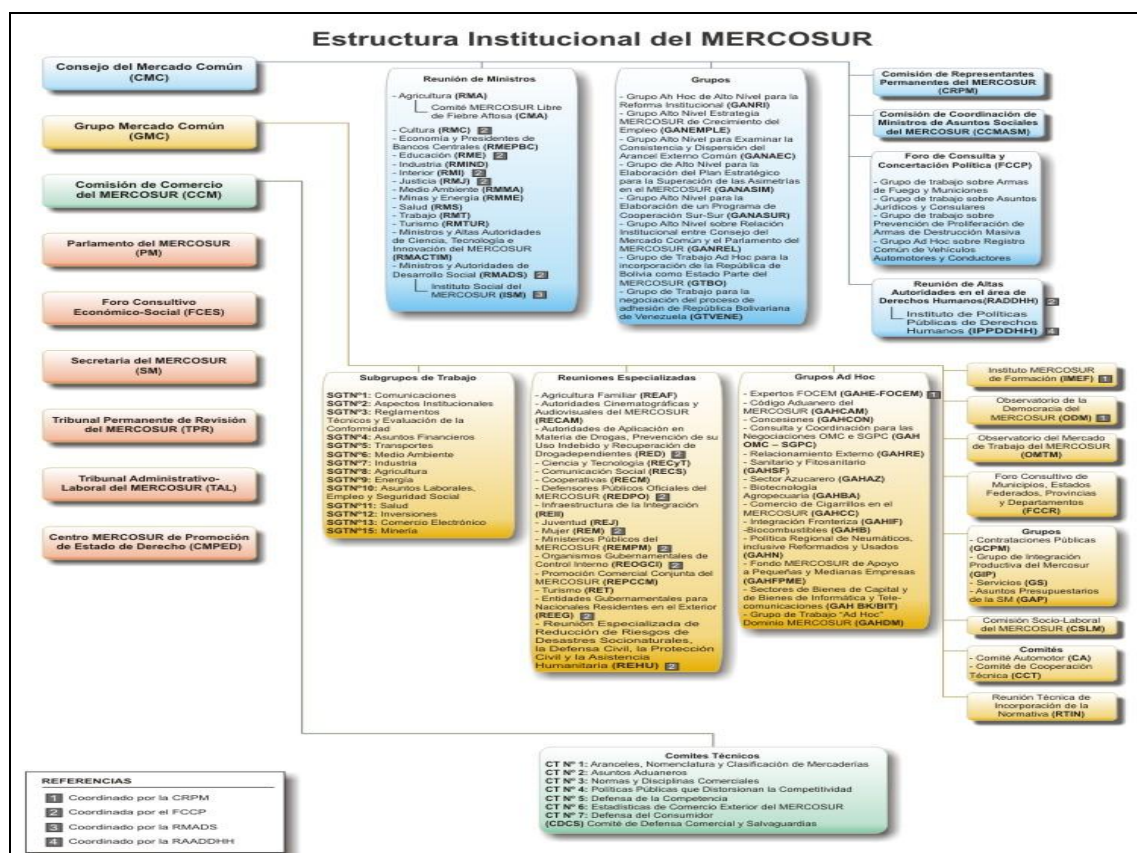 Estructura Institucional del MERCOSUR
Consejo del Mercado Común
(CMC)
Grupo Mercado Común
(GMC)
Comisión de Comercio
del MERCOSUR (CCM)
Parlamento del MERCOSUR
(PM)
Foro Consultivo
Económico-Social (FCES)
Secretaría del MERCOSUR
(SM)
Tribunal Permanente de Revisión
del MERCOSUR (TPR)
Tribunal Administrativo-
Laboral del MERCOSUR (TAL)
Centro MERCOSUR de Promoción
de Estado de Derecho (CMPED)
Reunión de Ministros
- Agricultura (RMA)
Comité MERCOSUR Libre
de Fiebre Aftosa (CMA)
- Cultura (RMC) 2
- Economía y Presidentes de
Bancos Centrales (RMEPBC)
- Educación (RME) 2
- Industria (RMIND)
- Interior (RMI) 2
- Justicia (RMJ) 2
- Medio Ambiente (RMMA)
- Minas y Energía (RMME)
- Salud (RMS)
- Trabajo (RMT)
- Turismo (RMTUR)
- Ministros y Altas Autoridades
de Ciencia, Tecnología e
Innovación del MERCOSUR
(RMACTIM)
- Ministros y Autoridades de
Desarrollo Social (RMADS) 2
Instituto Social del
MERCOSUR (ISM) 3
Grupos
- Grupo Ah Hoc de Alto Nivel para la
Reforma Institucional (GANRI)
- Grupo Alto Nivel Estrategia
MERCOSUR de Crecimiento del
Empleo (GANEMPLE)
- Grupo Alto Nivel para Examinar la
Consistencia y Dispersión del
Arancel Externo Común (GANAEC)
- Grupo de Alto Nivel para la
Elaboración del Plan Estratégico
para la Superación de las Asimetrías
en el MERCOSUR (GANASIM)
- Grupo Alto Nivel para la
Elaboración de un Programa de
Cooperación Sur-Sur (GANASUR)
- Grupo Alto Nivel sobre Relación
Institucional entre Consejo del
Mercado Común y el Parlamento del
MERCOSUR (GANREL)
- Grupo de Trabajo Ad Hoc para la
incorporación de la República de
Bolivia como Estado Parte del
MERCOSUR (GTBO)
- Grupo de Trabajo para la
negociación del proceso de
adhesión de República Bolivariana
de Venezuela (GTVENE)
Comisión de Representantes
Permanentes del MERCOSUR
(CRPM)
Comisión de Coordinación de
Ministros de Asuntos Sociales
del MERCOSUR (CCMASM)
Foro de Consulta y
Concertación Política (FCCP)
- Grupo de trabajo sobre Armas
de Fuego y Municiones
- Grupo de trabajo sobre Asuntos
Jurídicos y Consulares
- Grupo de trabajo sobre
Prevención de Proliferación de
Armas de Destrucción Masiva
- Grupo Ad Hoc sobre Registro
Común de Vehículos
Automotores y Conductores
Reunión de Altas
Autoridades en el área de
Derechos Humanos(RADDHH) 2
Instituto de Políticas
Públicas de Derechos
Humanos (IPPDDHH) 4
Subgrupos de Trabajo
SGTNº1: Comunicaciones
SGTNº2: Aspectos Institucionales
SGTNº3: Reglamentos
Técnicos y Evaluación de la
Conformidad
SGTNº4: Asuntos Financieros
SGTNº5: Transportes
SGTNº6: Medio Ambiente
SGTNº7: Industria
SGTNº8: Agricultura
SGTNº9: Energía
SGTNº10: Asuntos Laborales,
Empleo y Seguridad Social
SGTNº11: Salud
SGTNº12: Inversiones
SGTNº13: Comercio Electrónico
SGTNº15: Minería
Reuniones Especializadas
- Agricultura Familiar (REAF)
- Autoridades Cinematográficas y
Audiovisuales del MERCOSUR
(RECAM)
- Autoridades de Aplicación en
Materia de Drogas, Prevención de su
Uso Indebido y Recuperación de
Drogadependientes (RED) 2
- Ciencia y Tecnología (RECyT)
- Comunicación Social (RECS)
- Cooperativas (RECM)
- Defensores Públicos Oficiales del
MERCOSUR (REDPO) 2
- Infraestructura de la Integración
(REII)
- Juventud (REJ)
- Mujer (REM) 2
- Ministerios Públicos del
MERCOSUR (REMPM) 2
- Organismos Gubernamentales de
Control Interno (REOGCI) 2
- Promoción Comercial Conjunta del
MERCOSUR (REPCCM)
- Turismo (RET)
- Entidades Gubernamentales para
Nacionales Residentes en el Exterior
(REEG) 2
- Reunión Especializada de
Reducción de Riesgos de
Desastres Socionaturales,
la Defensa Civil, la Protección
Civil y la Asistencia
Humanitaria (REHU) 2
Grupos Ad Hoc
- Expertos FOCEM (GAHE-FOCEM) 1
- Código Aduanero del
MERCOSUR (GAHCAM)
- Concesiones (GAHCON)
- Consulta y Coordinación para las
Negociaciones OMC e SGPC (GAH
OMC – SGPC)
- Relacionamiento Externo (GAHRE)
- Sanitario y Fitosanitario
(GAHSF)
- Sector Azucarero (GAHAZ)
- Biotecnología
Agropecuaria (GAHBA)
- Comercio de Cigarrillos en el
MERCOSUR (GAHCC)
- Integración Fronteriza (GAHIF)
-Biocombustibles (GAHB)
- Política Regional de Neumáticos,
inclusive Reformados y Usados
(GAHN)
- Fondo MERCOSUR de Apoyo
a Pequeñas y Medianas Empresas
(GAHFPME)
- Sectores de Bienes de Capital y
de Bienes de Informática y Tele-
comunicaciones (GAH BK/BIT)
- Grupo de Trabajo "Ad Hoc"
Dominio MERCOSUR (GAHDM)
Instituto MERCOSUR
de Formación (IMEF) 1
Observatorio de la
Democracia del
MERCOSUR (ODM) 1
Observatorio del Mercado
de Trabajo del MERCOSUR
(OMTM)
Foro Consultivo de
Municipios, Estados
Federados, Provincias
y Departamentos
(FCCR)
Grupos
- Contrataciones Públicas
(GCPM)
- Grupo de Integración
Productiva del Mercosur
(GIP)
- Servicios (GS)
- Asuntos Presupuestarios
de la SM (GAP)
Comisión Socio-Laboral
del MERCOSUR (CSLM)
Comités
- Comité Automotor (CA)
- Comité de Cooperación
Técnica (CCT)
Reunión Técnica de
Incorporación de la
Normativa (RTIN)
Comites Técnicos
CT Nº 1: Aranceles, Nomenclatura y Clasificación de Mercaderías
CT Nº 2: Asuntos Aduaneros
CT Nº 3: Normas y Disciplinas Comerciales
CT Nº 4: Políticas Públicas que Distorsionan la Competitividad
CT Nº 5: Defensa de la Competencia
CT Nº 6: Estadísticas de Comercio Exterior del MERCOSUR
CT Nº 7: Defensa del Consumidor
(CDCS) Comité de Defensa Comercial y Salvaguardias
REFERENCIAS
1 Coordinado por la CRPM
2 Coordinada por el FCCP
3 Coordinado por la RMADS
4 Coordinado por la RAADDHH